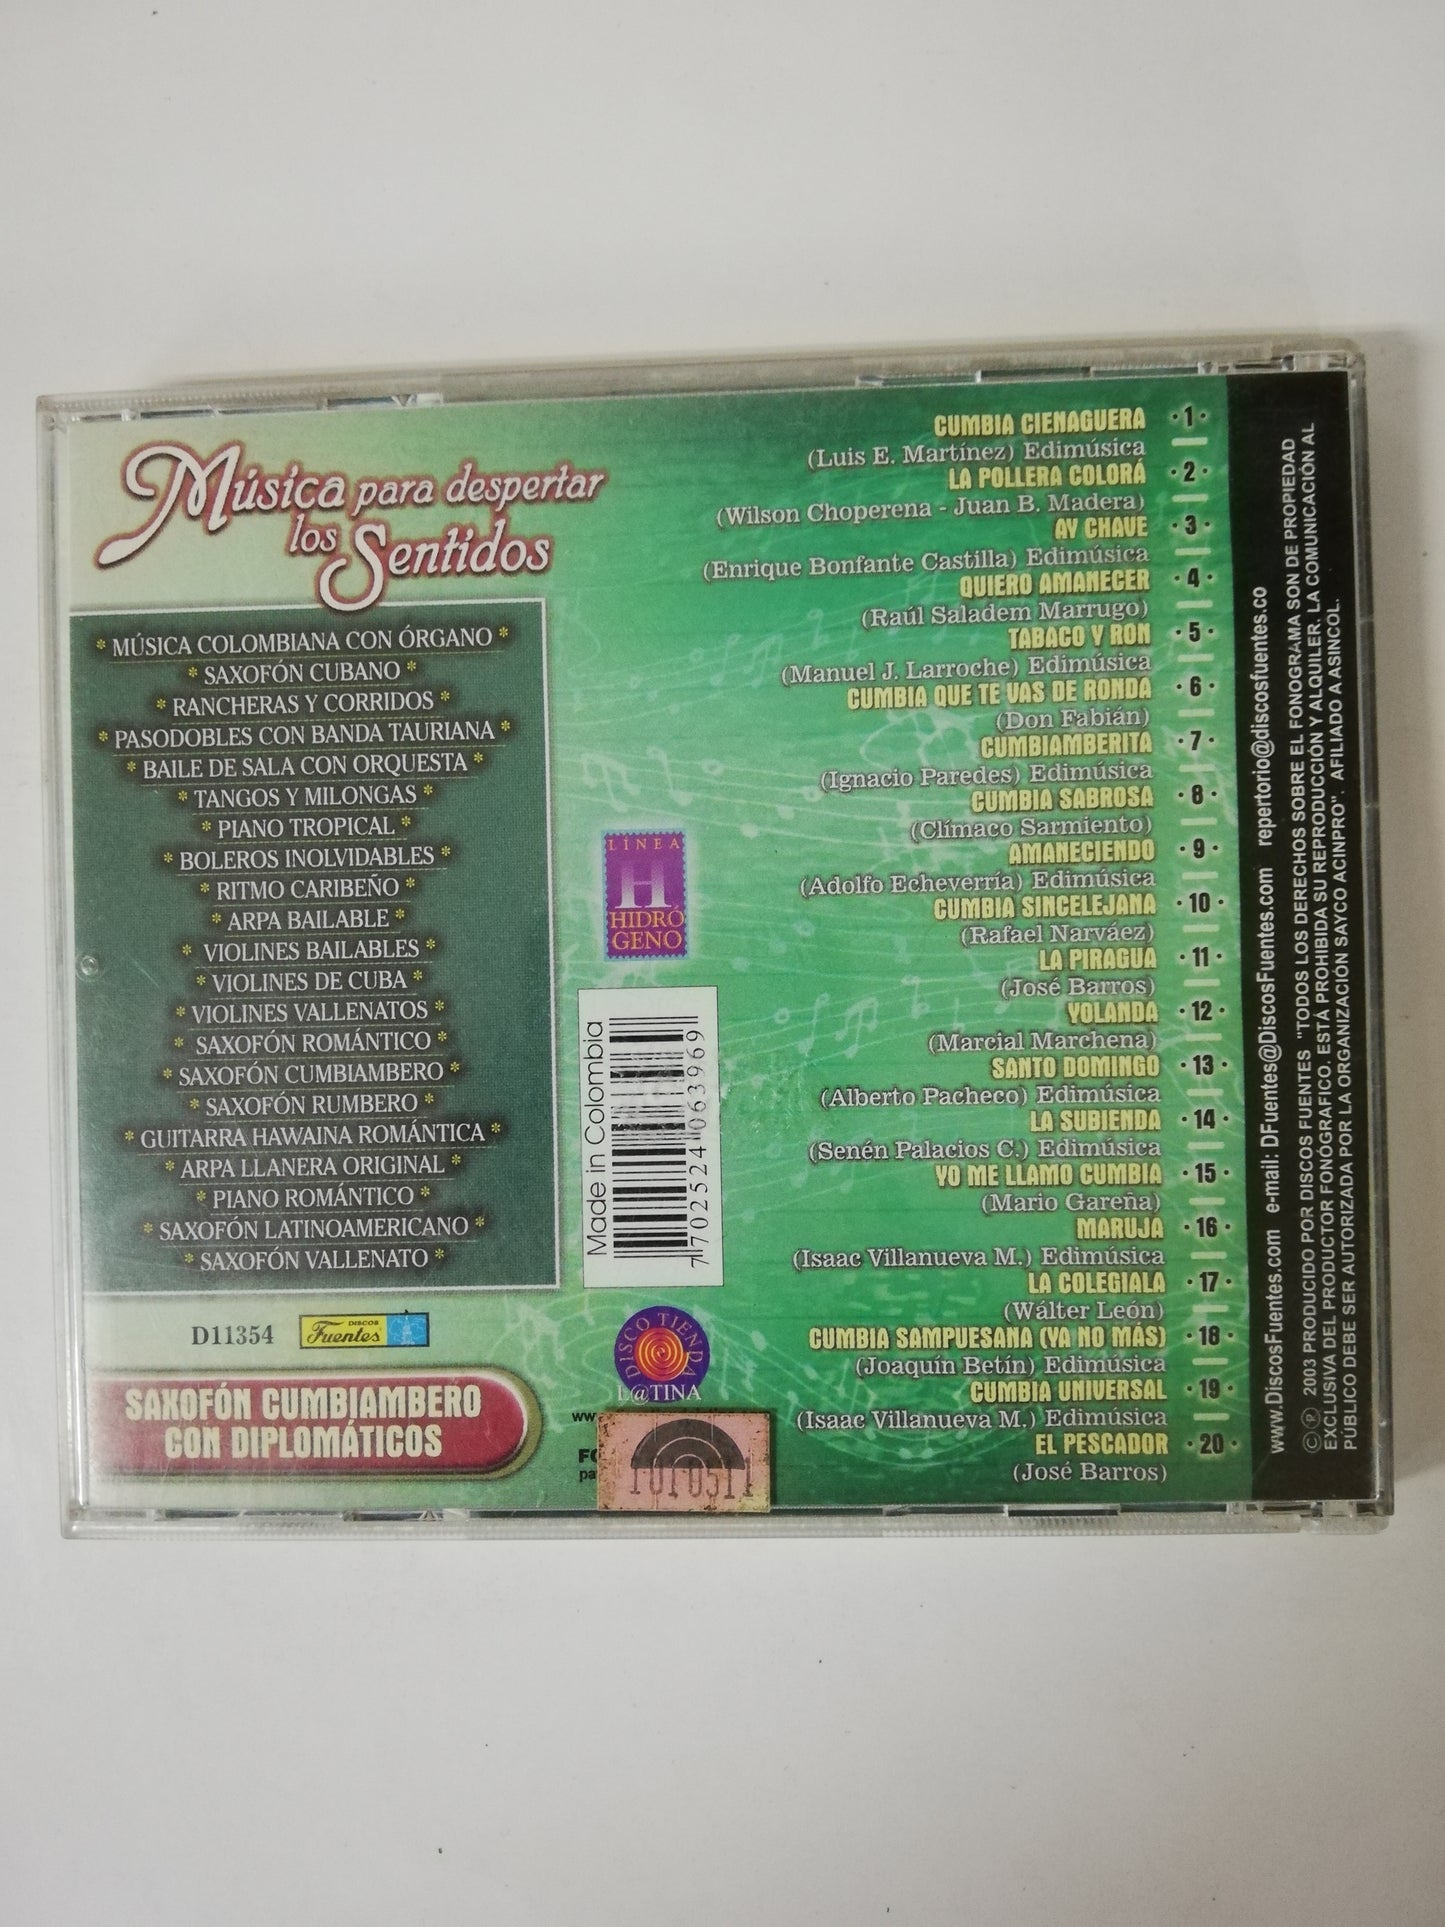 Música para despertar
los Sentidos
* MÚSICA COLOMBIANA CON ÓRGANO *
* SAXOFÓN CUBANO *
* RANCHERAS Y CORRIDOS *
* PASODOBLES CON BANDA TAURIANA *
* BAILE DE SALA CON ORQUESTA *
* TANGOS Y MILONGAS *
* PIANO TROPICAL *
* BOLEROS INOLVIDABLES *
* RITMO CARIBEÑO *
* ARPA BAILABLE *
* VIOLINES BAILABLES *
* VIOLINES DE CUBA *
* VIOLINES VALLENATOS *
* SAXOFÓN ROMÁNTICO *
* SAXOFÓN CUMBIAMBERO *
* SAXOFÓN RUMBERO *
* GUITARRA HAWAINA ROMÁNTICA *
* ARPA LLANERA ORIGINAL *
* PIANO ROMÁNTICO *
* SAXOFÓN LATINOAMERICANO *
* SAXOFÓN VALLENATO *
D11354
DISCOS
Fuentes
SAXOFÓN CUMBIAMBERO
CON DIPLOMÁTICOS
LÍNEA
H
HIDRÓ
GENO
Made in Colombia
7 702524 063969
DISCO TIENDA
L@TINA
CUMBIA CIENAGUERA ·1·
(Luis E. Martínez) Edimúsica
LA POLLERA COLORÁ ·2·
(Wilson Choperena - Juan B. Madera)
AY CHAVE ·3·
(Enrique Bonfante Castilla) Edimúsica
QUIERO AMANECER ·4·
(Raúl Saladem Marrugo)
TABACO Y RON ·5·
(Manuel J. Larroche) Edimúsica
CUMBIA QUE TE VAS DE RONDA ·6·
(Don Fabián)
CUMBIAMBERITA ·7·
(Ignacio Paredes) Edimúsica
CUMBIA SABROSA ·8·
(Clímaco Sarmiento)
AMANECIENDO ·9·
(Adolfo Echeverría) Edimúsica
CUMBIA SINCELEJANA ·10·
(Rafael Narváez)
LA PIRAGUA ·11·
(José Barros)
YOLANDA ·12·
(Marcial Marchena)
SANTO DOMINGO ·13·
(Alberto Pacheco) Edimúsica
LA SUBIENDA ·14·
(Senén Palacios C.) Edimúsica
YO ME LLAMO CUMBIA ·15·
(Mario Gareña)
MARUJA ·16·
(Isaac Villanueva M.) Edimúsica
LA COLEGIALA ·17·
(Wálter León)
CUMBIA SAMPUESANA (YA NO MÁS) ·18·
(Joaquín Betín) Edimúsica
CUMBIA UNIVERSAL ·19·
(Isaac Villanueva M.) Edimúsica
EL PESCADOR ·20·
(José Barros)
www.DiscosFuentes.com e-mail: DFuentes@DiscosFuentes.com repertorio@discosfuentes.co
© ℗ 2003 PRODUCIDO POR DISCOS FUENTES "TODOS LOS DERECHOS SOBRE EL FONOGRAMA SON DE PROPIEDAD
EXCLUSIVA DEL PRODUCTOR FONÓGRAFICO. ESTÁ PROHIBIDA SU REPRODUCCIÓN Y ALQUILER. LA COMUNICACIÓN AL
PÚBLICO DEBE SER AUTORIZADA POR LA ORGANIZACIÓN SAYCO ACINPRO". AFILIADO A ASINCOL.